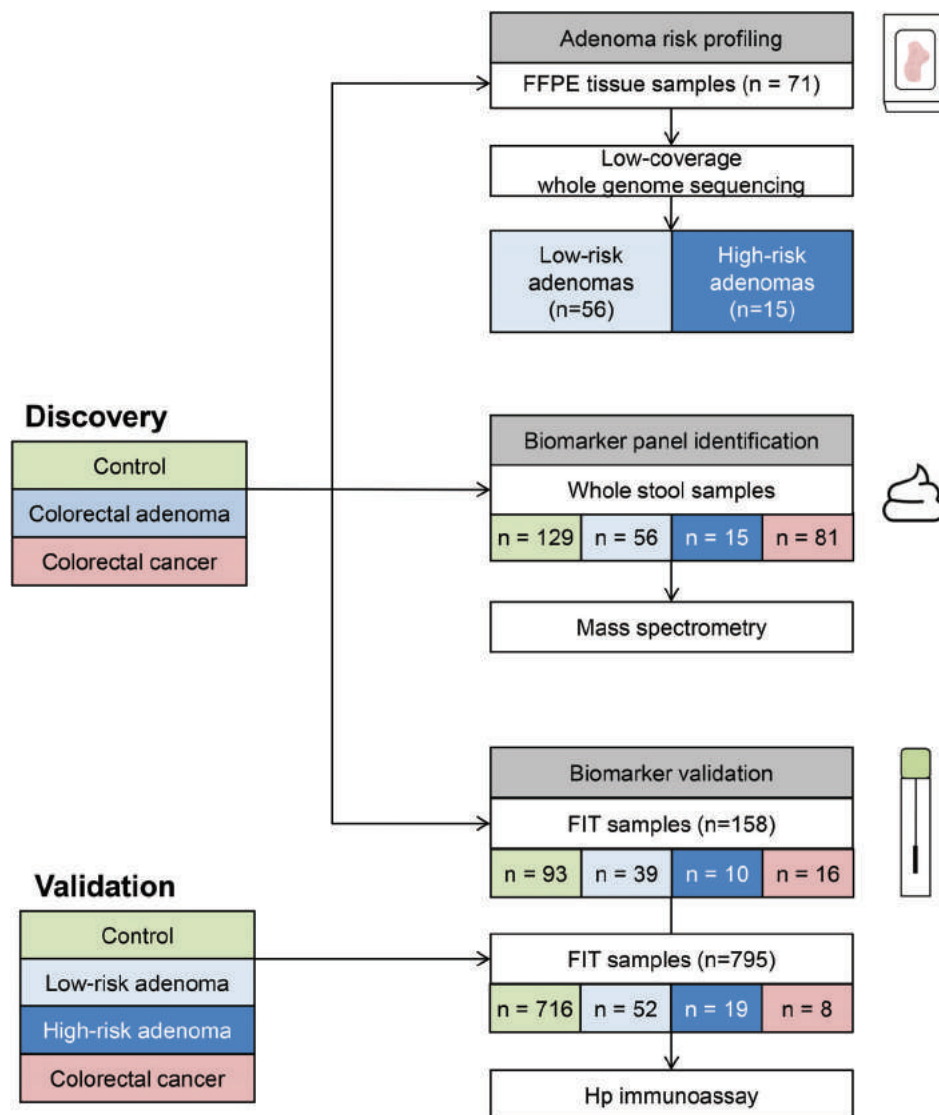 Adenoma risk profiling
FFPE tissue samples (n = 71)
Low-coverage
whole genome sequencing
Low-risk
adenomas
(n=56)
High-risk
adenomas
(n=15)
Discovery
Control
Colorectal adenoma
Colorectal cancer
Biomarker panel identification
Whole stool samples
n = 129
n = 56
n = 15
n = 81
Mass spectrometry
Biomarker validation
FIT samples (n=158)
n = 93
n = 39
n = 10
n = 16
Validation
Control
Low-risk adenoma
High-risk adenoma
Colorectal cancer
FIT samples (n=795)
n = 716
n = 52
n = 19
n = 8
Hp immunoassay